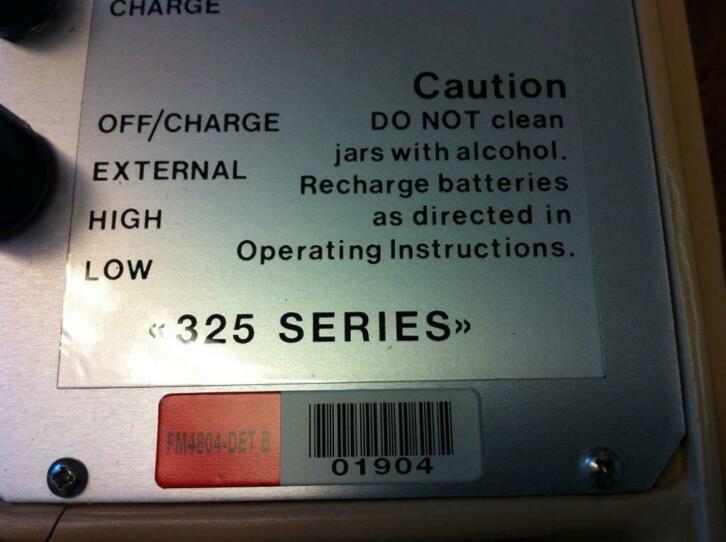 CHARGE
Caution
OFF/CHARGE
DO NOT clean
EXTERNAL
jars with alcohol.
Recharge batteries
HIGH
as directed in
LOW
Operating Instructions.
«325 SERIES»
FM4804-DET B
01904